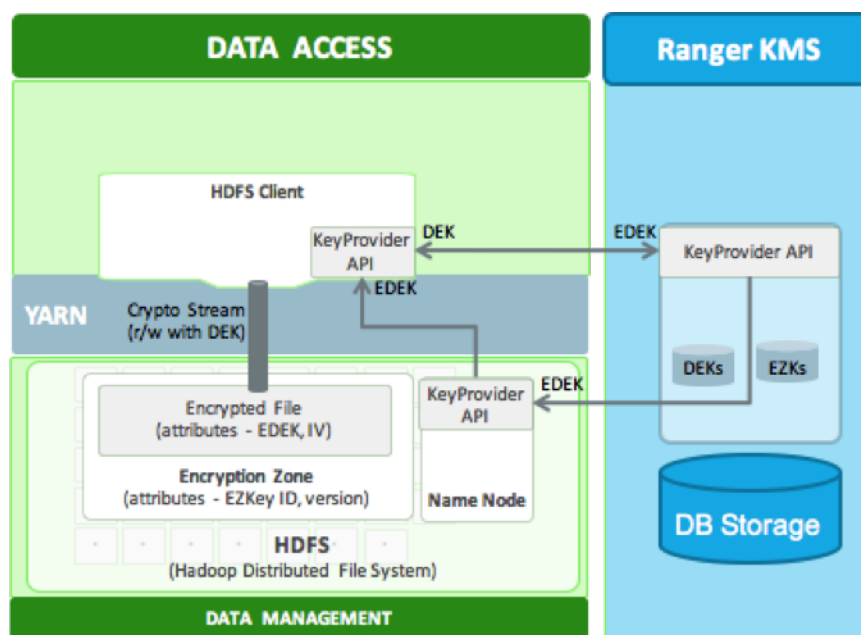 DATA ACCESS
Ranger KMS
HDFS Client
KeyProvider
API
DEK
EDEK
KeyProvider API
EDEK
YARN
Crypto Stream
(r/w with DEK)
DEKs
EZKs
Encrypted File
(attributes - EDEK, IV)
KeyProvider
API
EDEK
Encryption Zone
(attributes - EZKey ID, version)
Name Node
DB Storage
HDFS
(Hadoop Distributed File System)
DATA MANAGEMENT